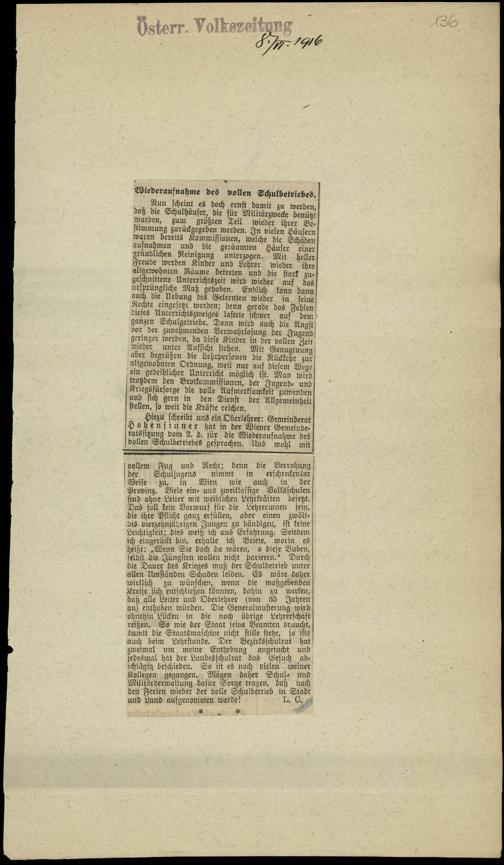 Österr. Volkszeitung
136
8./VI. 1916
Wiederaufnahme des vollen Schulbetriebes.
Nun scheint es doch ernst damit zu werden,
daß die Schulhäuser, die für Militärzwecke benützt
wurden, zum größten Teil wieder ihrer Be-
stimmung zurückgegeben werden. In vielen Häusern
waren bereits Kommissionen, welche die Schäden
aufnahmen und die geräumten Häuser einer
gründlichen Reinigung unterzogen. Mit heller
Freude werden Kinder und Lehrer wieder ihre
altgewohnten Räume betreten und die stark zu-
geschnittene Unterrichtszeit wird wieder auf das
ursprüngliche Maß gehoben. Endlich kann dann
auch die Uebung des Gelernten wieder in seine
Rechte eingesetzt werden; denn gerade das Fehlen
dieses Unterrichtszweiges lastete schwer auf dem
ganzen Schulgetriebe. Dann wird auch die Angst
vor der zunehmenden Verwahrlosung der Jugend
geringer werden, da diese Kinder in der vollen Zeit
wieder unter Aufsicht stehen. Mit Genugtuung
aber begrüßen die Lehrpersonen die Rückkehr zur
altgewohnten Ordnung, weil nur auf diesem Wege
ein gedeihlicher Unterricht möglich ist. Man wird
trotzdem den Brotkommissionen, der Jugend- und
Kriegsfürsorge die volle Aufmerksamkeit zuwenden
und sich gern in den Dienst der Allgemeinheit
stellen, so weit die Kräfte reichen.
Hiezu schreibt uns ein Oberlehrer: Gemeinderat
Hohensinner hat in der Wiener Gemeinde-
ratssitzung vom 2. d. für die Wiederaufnahme des
vollen Schulbetriebes gesprochen. Und wohl mit
vollem Fug und Recht; denn die Verrohung
der Schuljugend nimmt in erschreckender
Weise zu, in Wien wie auch in der
Provinz. Viele ein- und zweiklassige Volksschulen
sind ohne Leiter mit weiblichen Lehrkräften besetzt.
Das soll kein Vorwurf für die Lehrerinnen sein,
die ihre Pflicht ganz erfüllen, aber einen zwölf-
bis vierzehnjährigen Jungen zu bändigen, ist keine
Leichtigkeit; dies weiß ich aus Erfahrung. Seitdem
ich eingerückt bin, erhalte ich Briefe, worin es
heißt: „Wenn Sie doch da wären, o diese Buben,
selbst die Jüngsten wollen nicht parieren.“ Durch
die Dauer des Krieges muß der Schulbetrieb unter
allen Umständen Schaden leiden. Es wäre daher
wirklich zu wünschen, wenn die maßgebenden
Kreise sich entschließen könnten, dahin zu wirken,
daß alle Leiter und Oberlehrer (von 35 Jahren
an) enthoben würden. Die Generalmusterung wird
ohnehin Lücken in die noch übrige Lehrerschaft
reißen. So wie der Staat seine Beamten braucht,
damit die Staatsmaschine nicht stille stehe, so ists
auch beim Lehrstande. Der Bezirksschulrat hat
zweimal um meine Enthebung angesucht und
jedesmal hat der Landesschulrat das Gesuch ab-
schlägig beschieden. So ist es noch vielen meiner
Kollegen gegangen. Mögen daher Schul- und
Militärverwaltung dafür Sorge tragen, daß nach
den Ferien wieder der volle Schulbetrieb in Stadt
und Land aufgenommen werde! L. O.